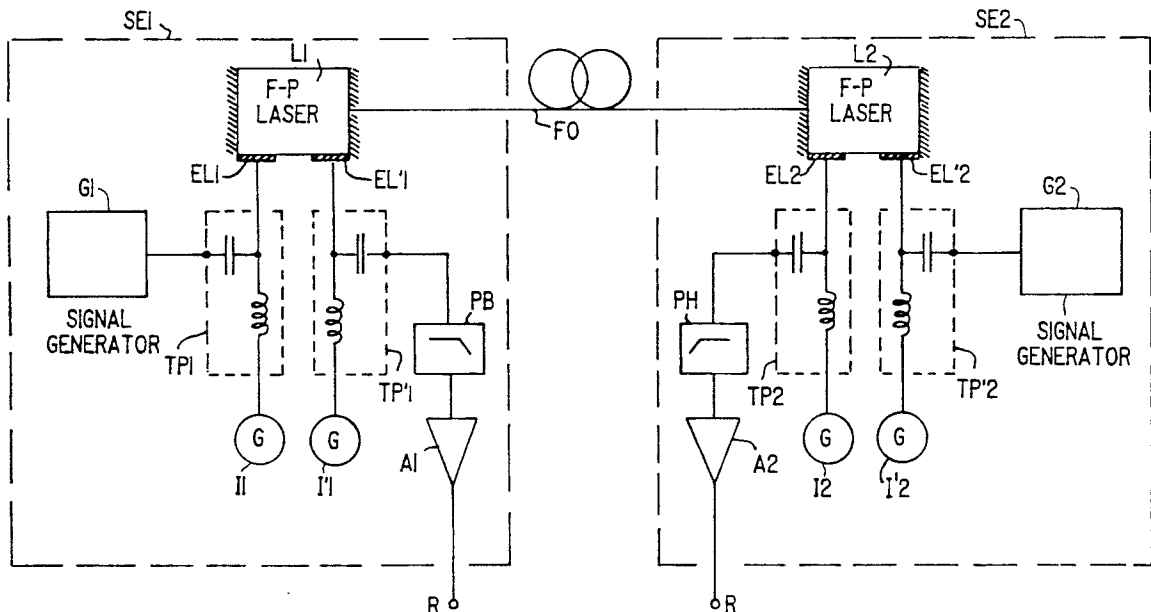 SE1
SE2
L1
L2
F-P
LASER
F-P
LASER
FO
EL1
EL'1
EL2
EL'2
G1
G2
SIGNAL
GENERATOR
SIGNAL
GENERATOR
PB
PH
TP1
TP'1
TP2
TP'2
G
G
G
G
A1
A2
I1
I'1
I2
I'2
R
R